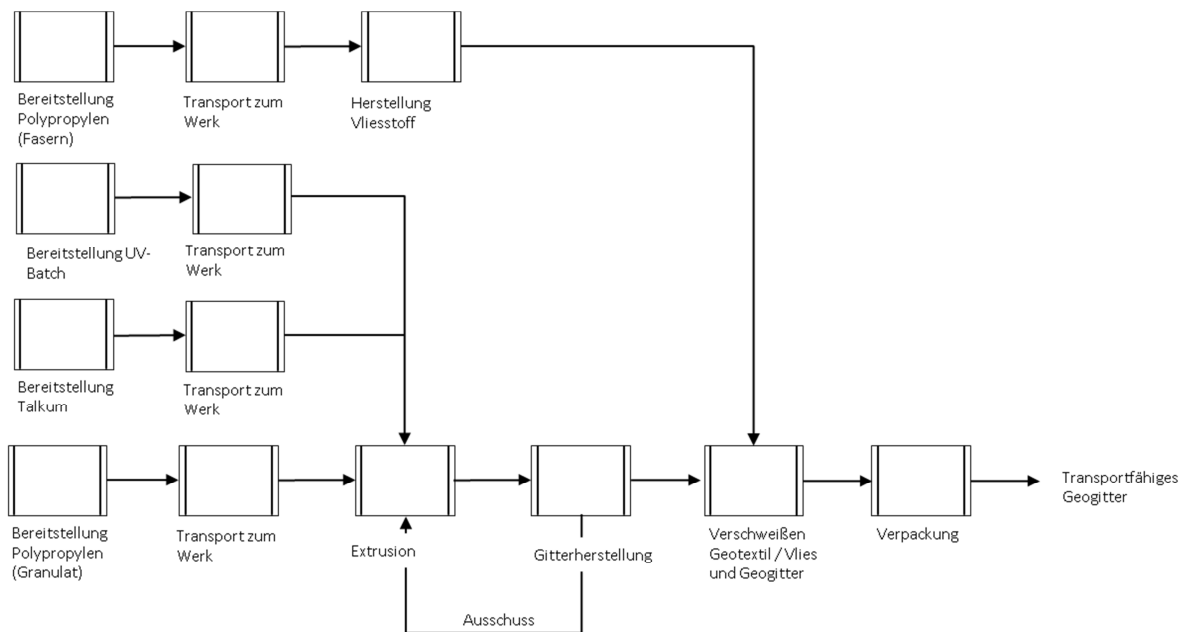 Bereitstellung
Polypropylen
(Fasern)
Transport zum
Werk
Herstellung
Vliesstoff
Bereitstellung UV-
Batch
Transport zum
Werk
Bereitstellung
Talkum
Transport zum
Werk
Bereitstellung
Polypropylen
(Granulat)
Transport zum
Werk
Extrusion
Gitterherstellung
Verschweißen
Geotextil / Vlies
und Geogitter
Verpackung
Transportfähiges
Geogitter
Ausschuss